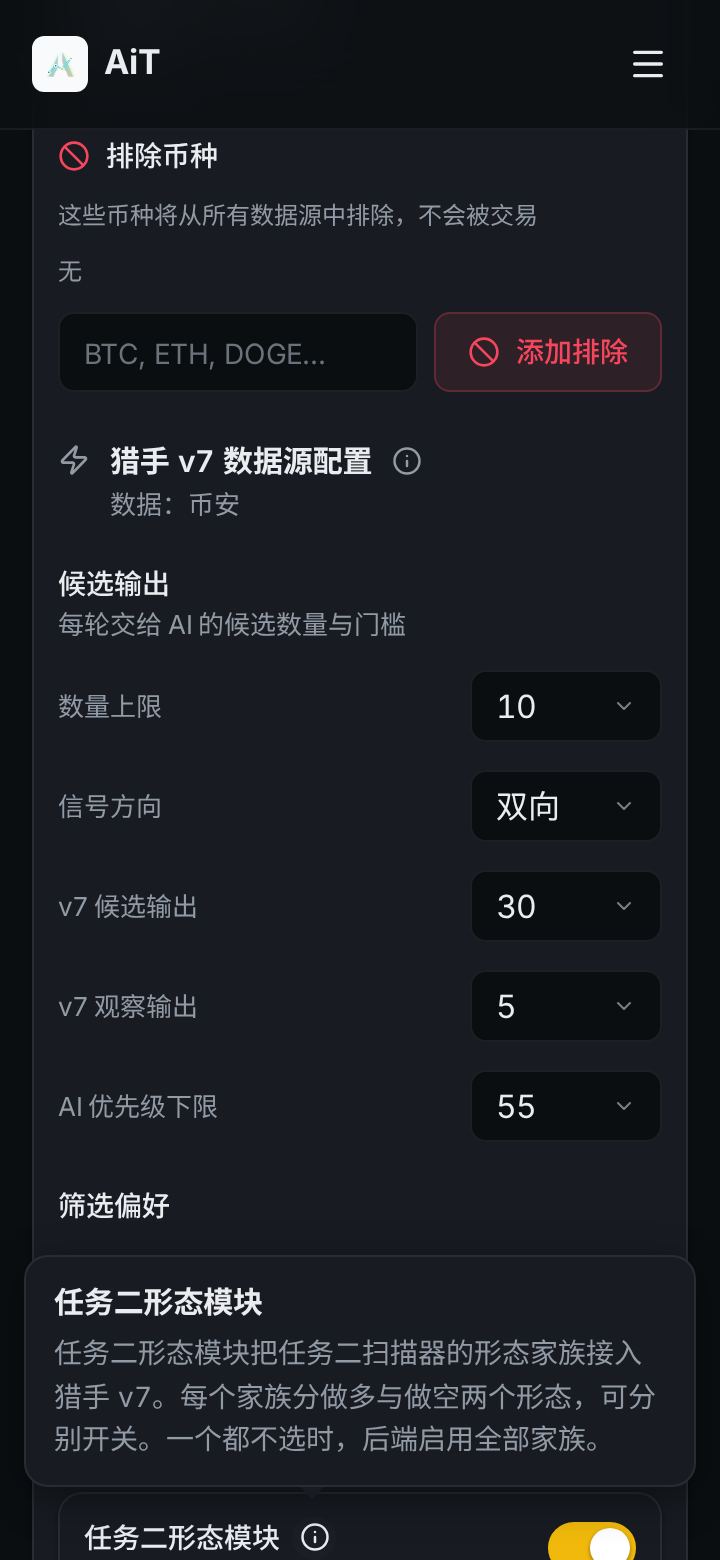 AiT
排除币种
这些币种将从所有数据源中排除，不会被交易
无
BTC, ETH, DOGE...
添加排除
猎手 v7 数据源配置
数据：币安
候选输出
每轮交给 AI 的候选数量与门槛
数量上限
10
信号方向
双向
v7 候选输出
30
v7 观察输出
5
AI 优先级下限
55
筛选偏好
任务二形态模块
任务二形态模块把任务二扫描器的形态家族接入
猎手 v7。每个家族分做多与做空两个形态，可分
别开关。一个都不选时，后端启用全部家族。
任务二形态模块